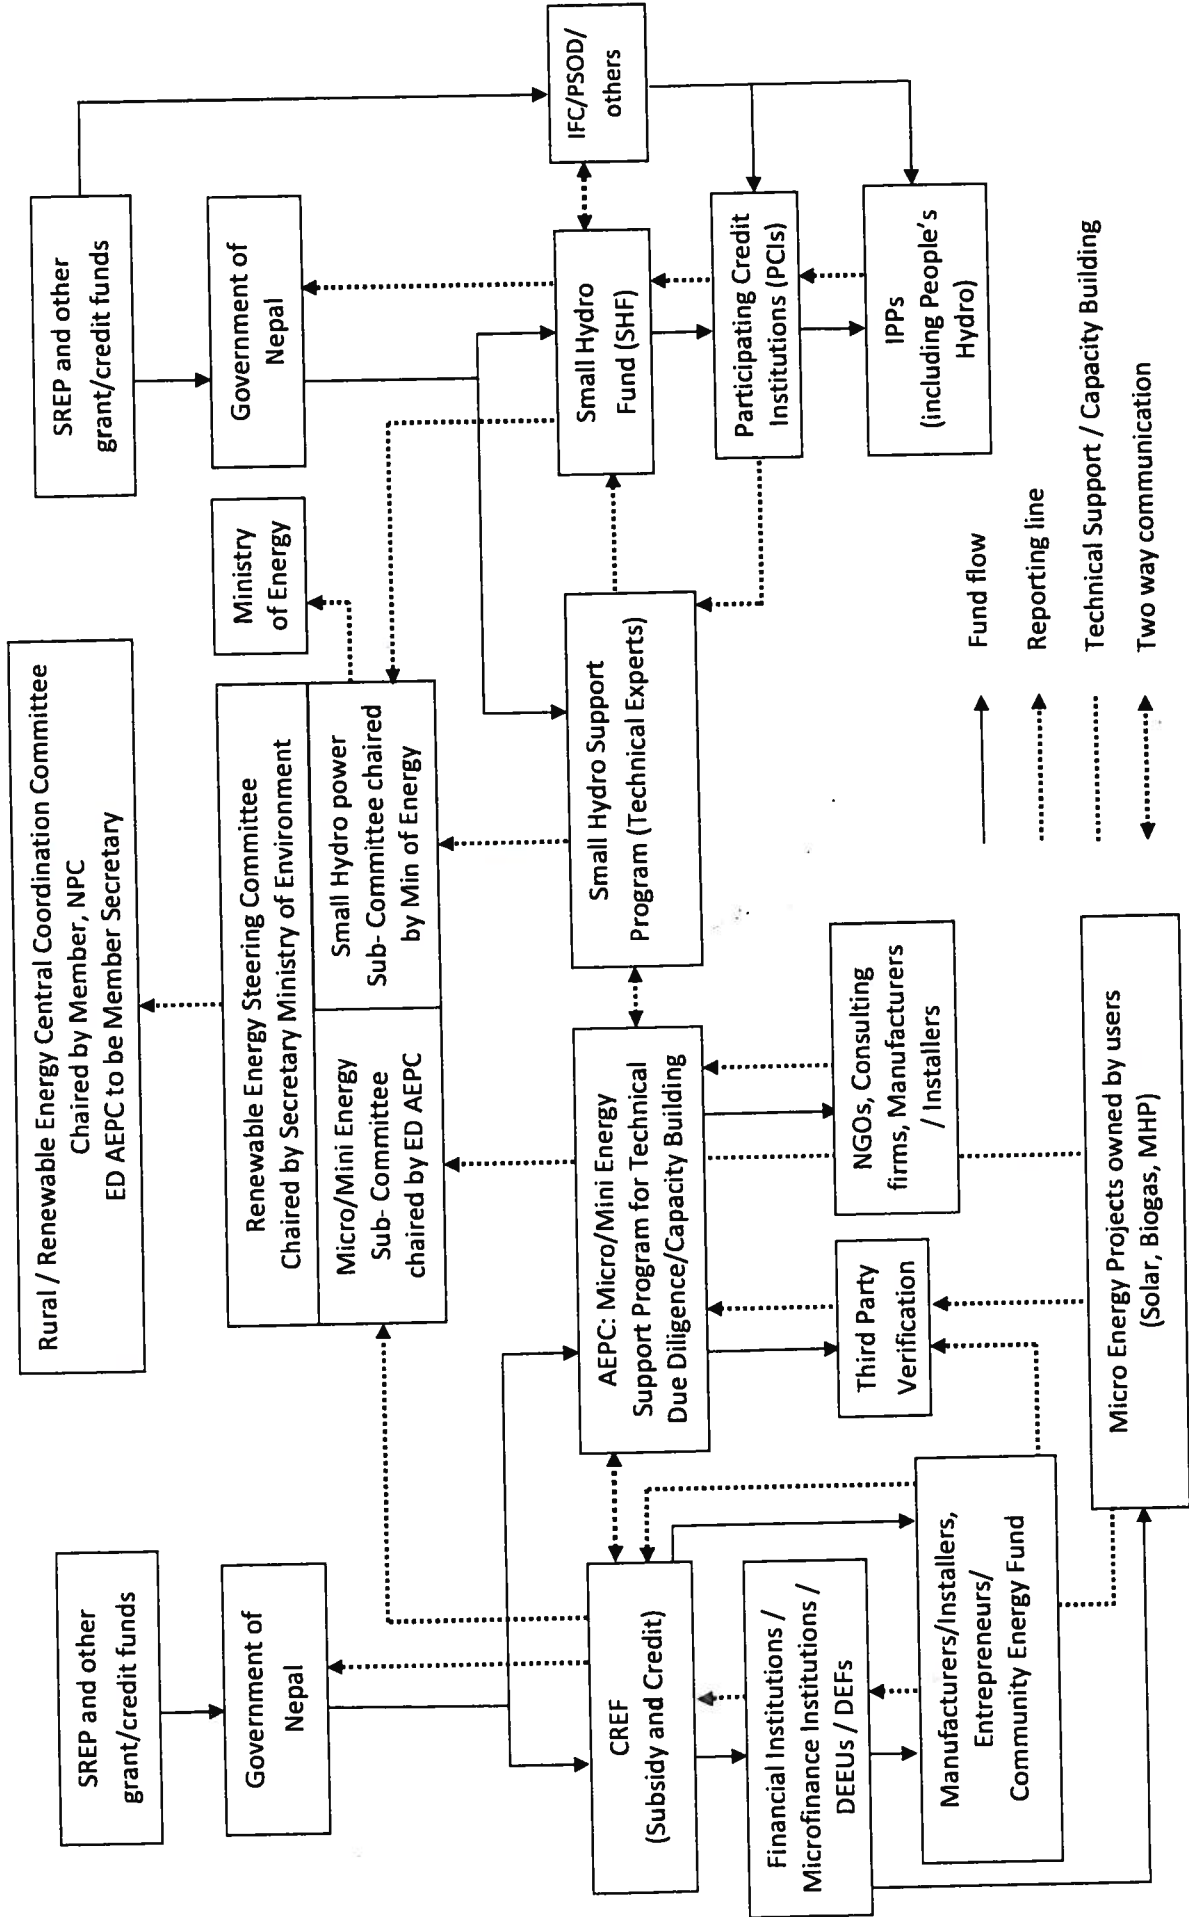 Rural / Renewable Energy Central Coordination Committee
Chaired by Member, NPC
ED AEPC to be Member Secretary
SREP and other
grant/credit funds
Government of
Nepal
Renewable Energy Steering Committee
Chaired by Secretary Ministry of Environment
Micro/Mini Energy
Sub- Committee
chaired by ED AEPC
Small Hydro power
Sub- Committee chaired
by Min of Energy
Ministry
of Energy
SREP and other
grant/credit funds
Government of
Nepal
CREF
(Subsidy and Credit)
AEPC: Micro/Mini Energy
Support Program for Technical
Due Diligence/Capacity Building
Small Hydro Support
Program (Technical Experts)
Small Hydro
Fund (SHF)
IFC/PSOD/
others
Financial Institutions /
Microfinance Institutions /
DEEUs / DEFs
Third Party
Verification
NGOs, Consulting
firms, Manufacturers
/ Installers
Participating Credit
Institutions (PCIs)
Manufacturers/Installers,
Entrepreneurs/
Community Energy Fund
IPPs
(including People's
Hydro)
Micro Energy Projects owned by users
(Solar, Biogas, MHP)
Fund flow
Reporting line
Technical Support / Capacity Building
Two way communication